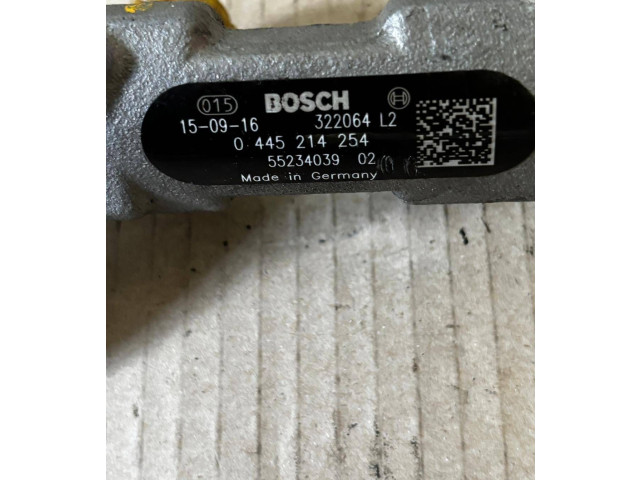 015 BOSCH
15-09-16 322064 L2
0 445 214 254
55234039 02
Made in Germany